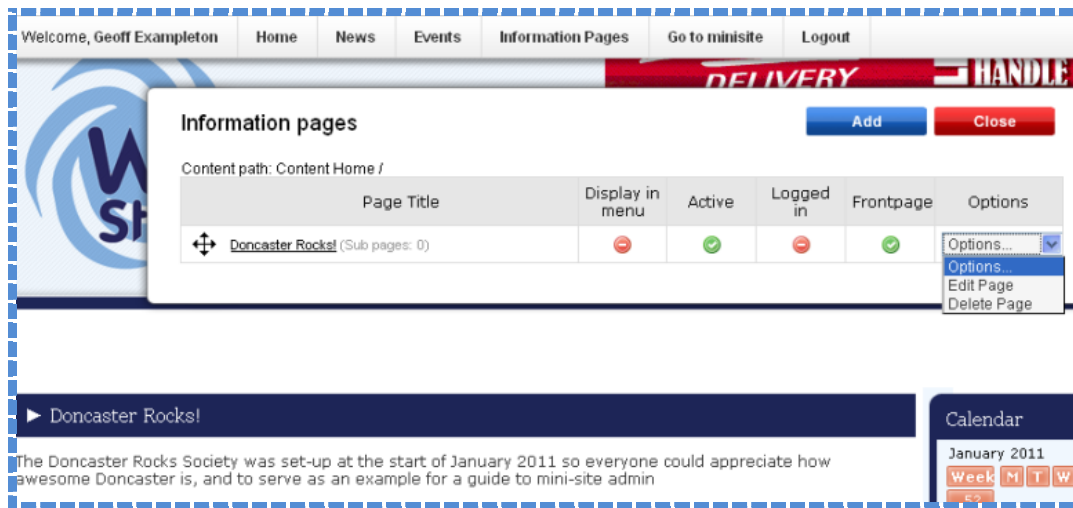 Welcome, Geoff Exampleton Home News Events Information Pages Go to minisite Logout
DELIVERY HANDLE
Information pages Add Close
Content path: Content Home /
Page Title Display in menu Active Logged in Frontpage Options
Doncaster Rocks! (Sub pages: 0) Options...
Options...
Edit Page
Delete Page
► Doncaster Rocks!
Calendar
The Doncaster Rocks Society was set-up at the start of January 2011 so everyone could appreciate how
awesome Doncaster is, and to serve as an example for a guide to mini-site admin
January 2011
Week M T W
52